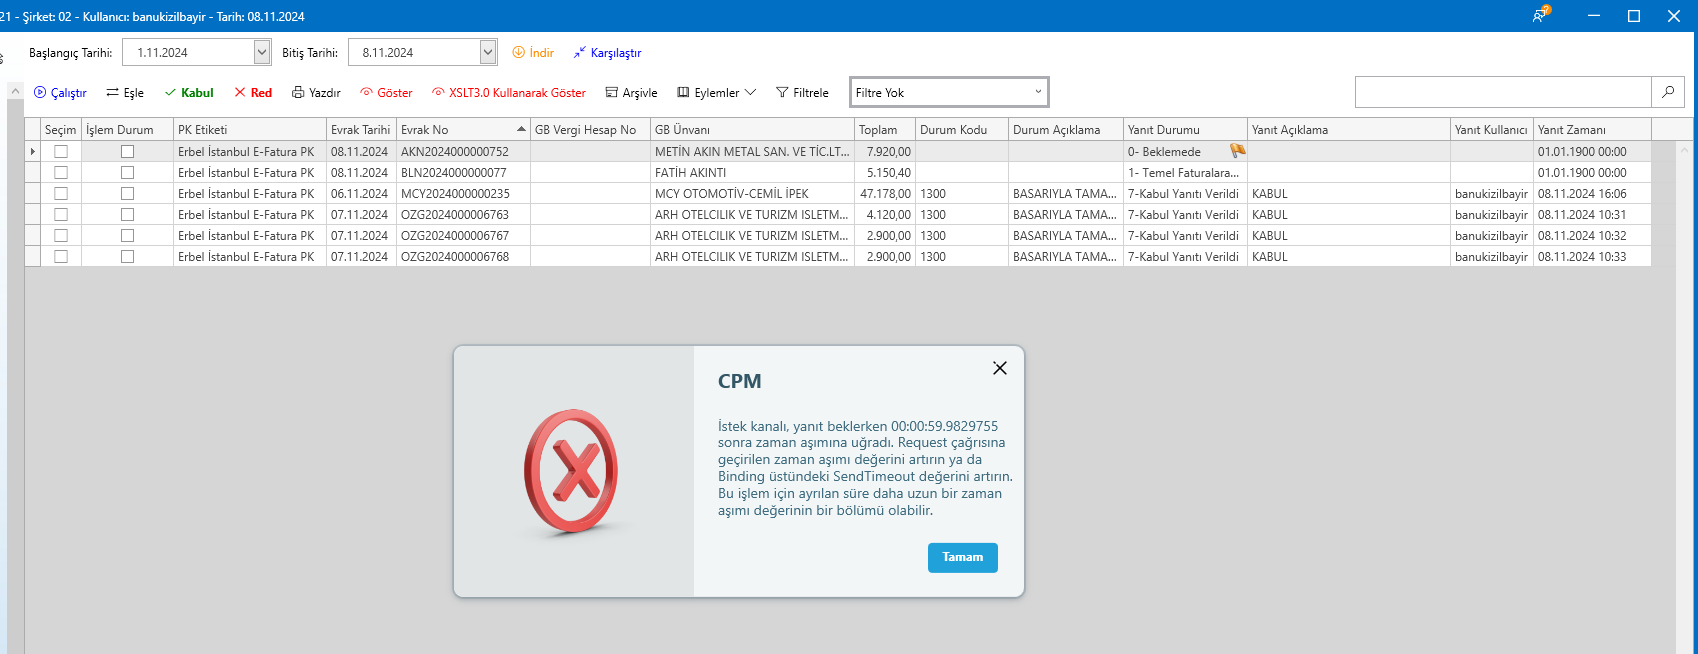 21 - Şirket: 02 - Kullanıcı: banukizilbayir - Tarih: 08.11.2024
Başlangıç Tarihi: 1.11.2024 Bitiş Tarihi: 8.11.2024 İndir Karşılaştır
Çalıştır Eşle Kabul Red Yazdır Göster XSLT3.0 Kullanarak Göster Arşivle Eylemler Filtrele Filtre Yok
Seçim İşlem Durum PK Etiketi Evrak Tarihi Evrak No GB Vergi Hesap No GB Ünvanı Toplam Durum Kodu Durum Açıklama Yanıt Durumu Yanıt Açıklama Yanıt Kullanıcı Yanıt Zamanı
Erbel İstanbul E-Fatura PK 08.11.2024 AKN2024000000752 METİN AKIN METAL SAN. VE TİC.LT... 7.920,00 0- Beklemede 01.01.1900 00:00
Erbel İstanbul E-Fatura PK 08.11.2024 BLN2024000000077 FATİH AKINTI 5.150,40 1- Temel Faturalara... 01.01.1900 00:00
Erbel İstanbul E-Fatura PK 06.11.2024 MCY2024000000235 MCY OTOMOTİV-CEMİL İPEK 47.178,00 1300 BASARIYLA TAMA... 7-Kabul Yanıtı Verildi KABUL banukizilbayir 08.11.2024 16:06
Erbel İstanbul E-Fatura PK 07.11.2024 OZG2024000006763 ARH OTELCILIK VE TURIZM ISLETM... 4.120,00 1300 BASARIYLA TAMA... 7-Kabul Yanıtı Verildi KABUL banukizilbayir 08.11.2024 10:31
Erbel İstanbul E-Fatura PK 07.11.2024 OZG2024000006767 ARH OTELCILIK VE TURIZM ISLETM... 2.900,00 1300 BASARIYLA TAMA... 7-Kabul Yanıtı Verildi KABUL banukizilbayir 08.11.2024 10:32
Erbel İstanbul E-Fatura PK 07.11.2024 OZG2024000006768 ARH OTELCILIK VE TURIZM ISLETM... 2.900,00 1300 BASARIYLA TAMA... 7-Kabul Yanıtı Verildi KABUL banukizilbayir 08.11.2024 10:33
CPM
İstek kanalı, yanıt beklerken 00:00:59.9829755
sonra zaman aşımına uğradı. Request çağrısına
geçirilen zaman aşımı değerini artırın ya da
Binding üstündeki SendTimeout değerini artırın.
Bu işlem için ayrılan süre daha uzun bir zaman
aşımı değerinin bir bölümü olabilir.
Tamam